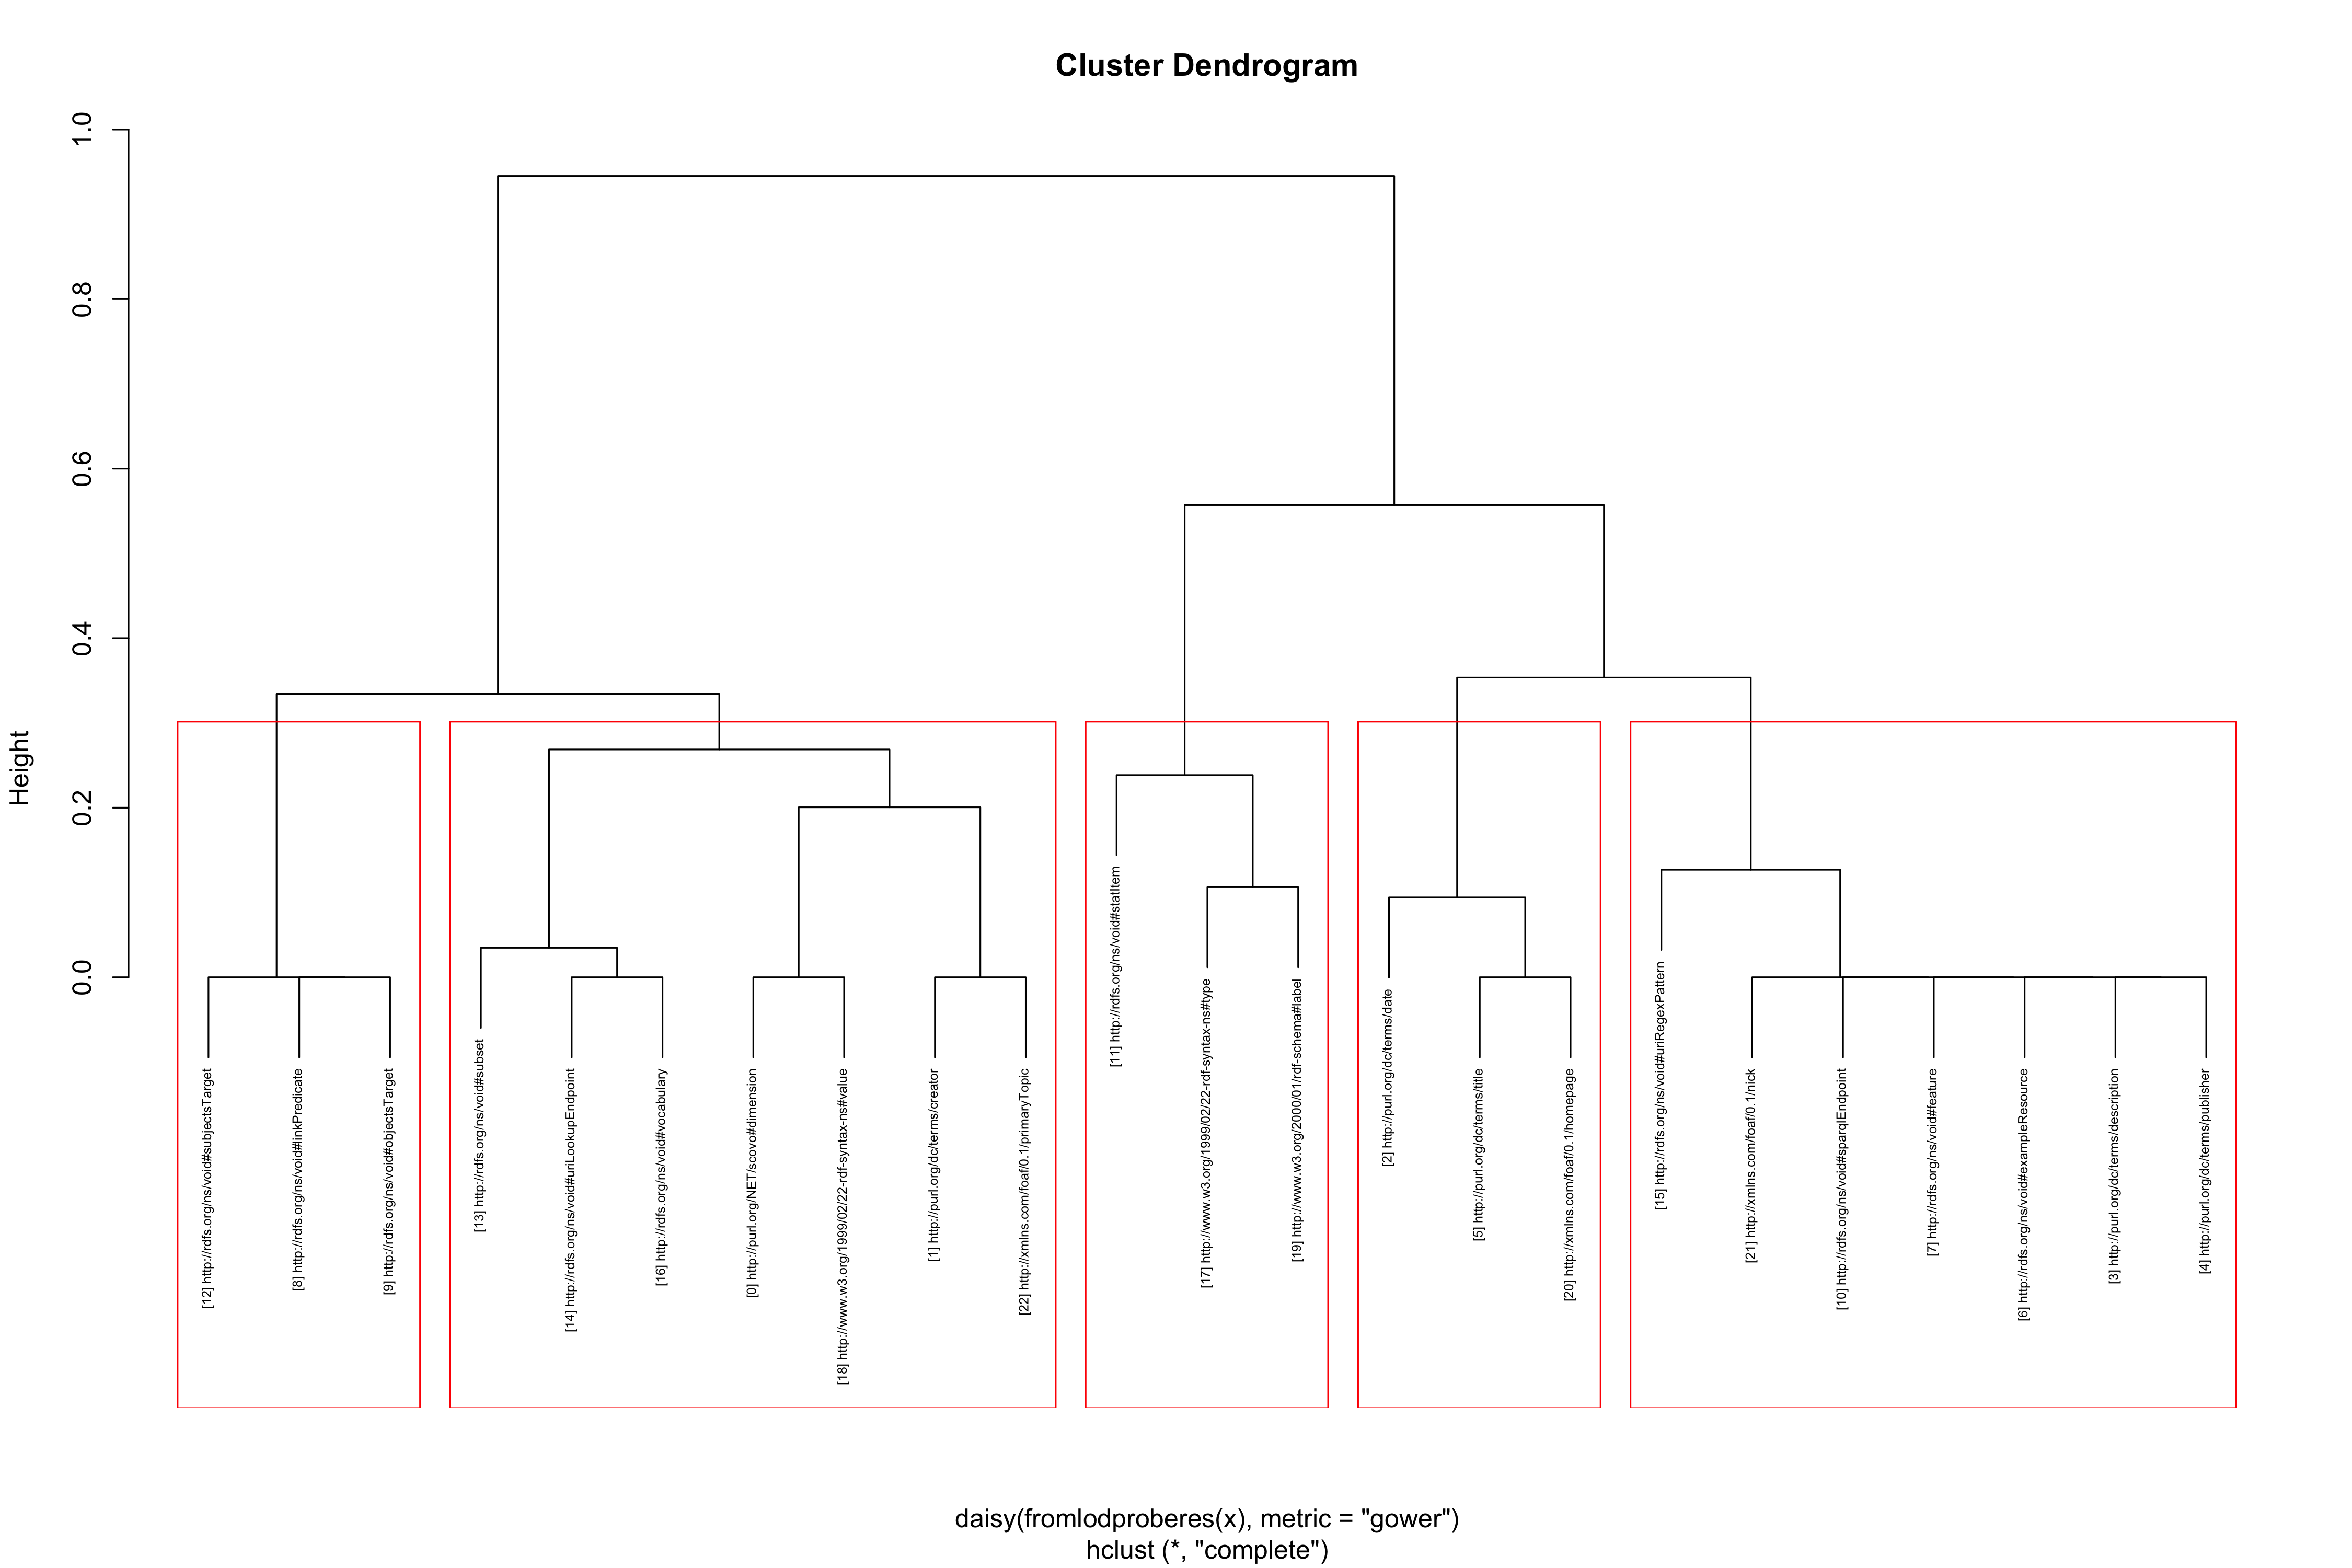 Cluster Dendrogram
1.0
0.8
0.6
0.4
0.2
0.0
Height
[12] http://rdfs.org/ns/void#subjectsTarget
[8] http://rdfs.org/ns/void#linkPredicate
[9] http://rdfs.org/ns/void#objectsTarget
[13] http://rdfs.org/ns/void#subset
[14] http://rdfs.org/ns/void#uriLookupEndpoint
[16] http://rdfs.org/ns/void#vocabulary
[0] http://purl.org/NET/scovo#dimension
[18] http://www.w3.org/1999/02/22-rdf-syntax-ns#value
[1] http://purl.org/dc/terms/creator
[22] http://xmlns.com/foaf/0.1/primaryTopic
[11] http://rdfs.org/ns/void#statItem
[17] http://www.w3.org/1999/02/22-rdf-syntax-ns#type
[19] http://www.w3.org/2000/01/rdf-schema#label
[2] http://purl.org/dc/terms/date
[5] http://purl.org/dc/terms/title
[20] http://xmlns.com/foaf/0.1/homepage
[15] http://rdfs.org/ns/void#uriRegexPattern
[21] http://xmlns.com/foaf/0.1/nick
[10] http://rdfs.org/ns/void#sparqlEndpoint
[7] http://rdfs.org/ns/void#feature
[6] http://rdfs.org/ns/void#exampleResource
[3] http://purl.org/dc/terms/description
[4] http://purl.org/dc/terms/publisher
daisy(fromlodproberes(x), metric = "gower")
hclust (*, "complete")